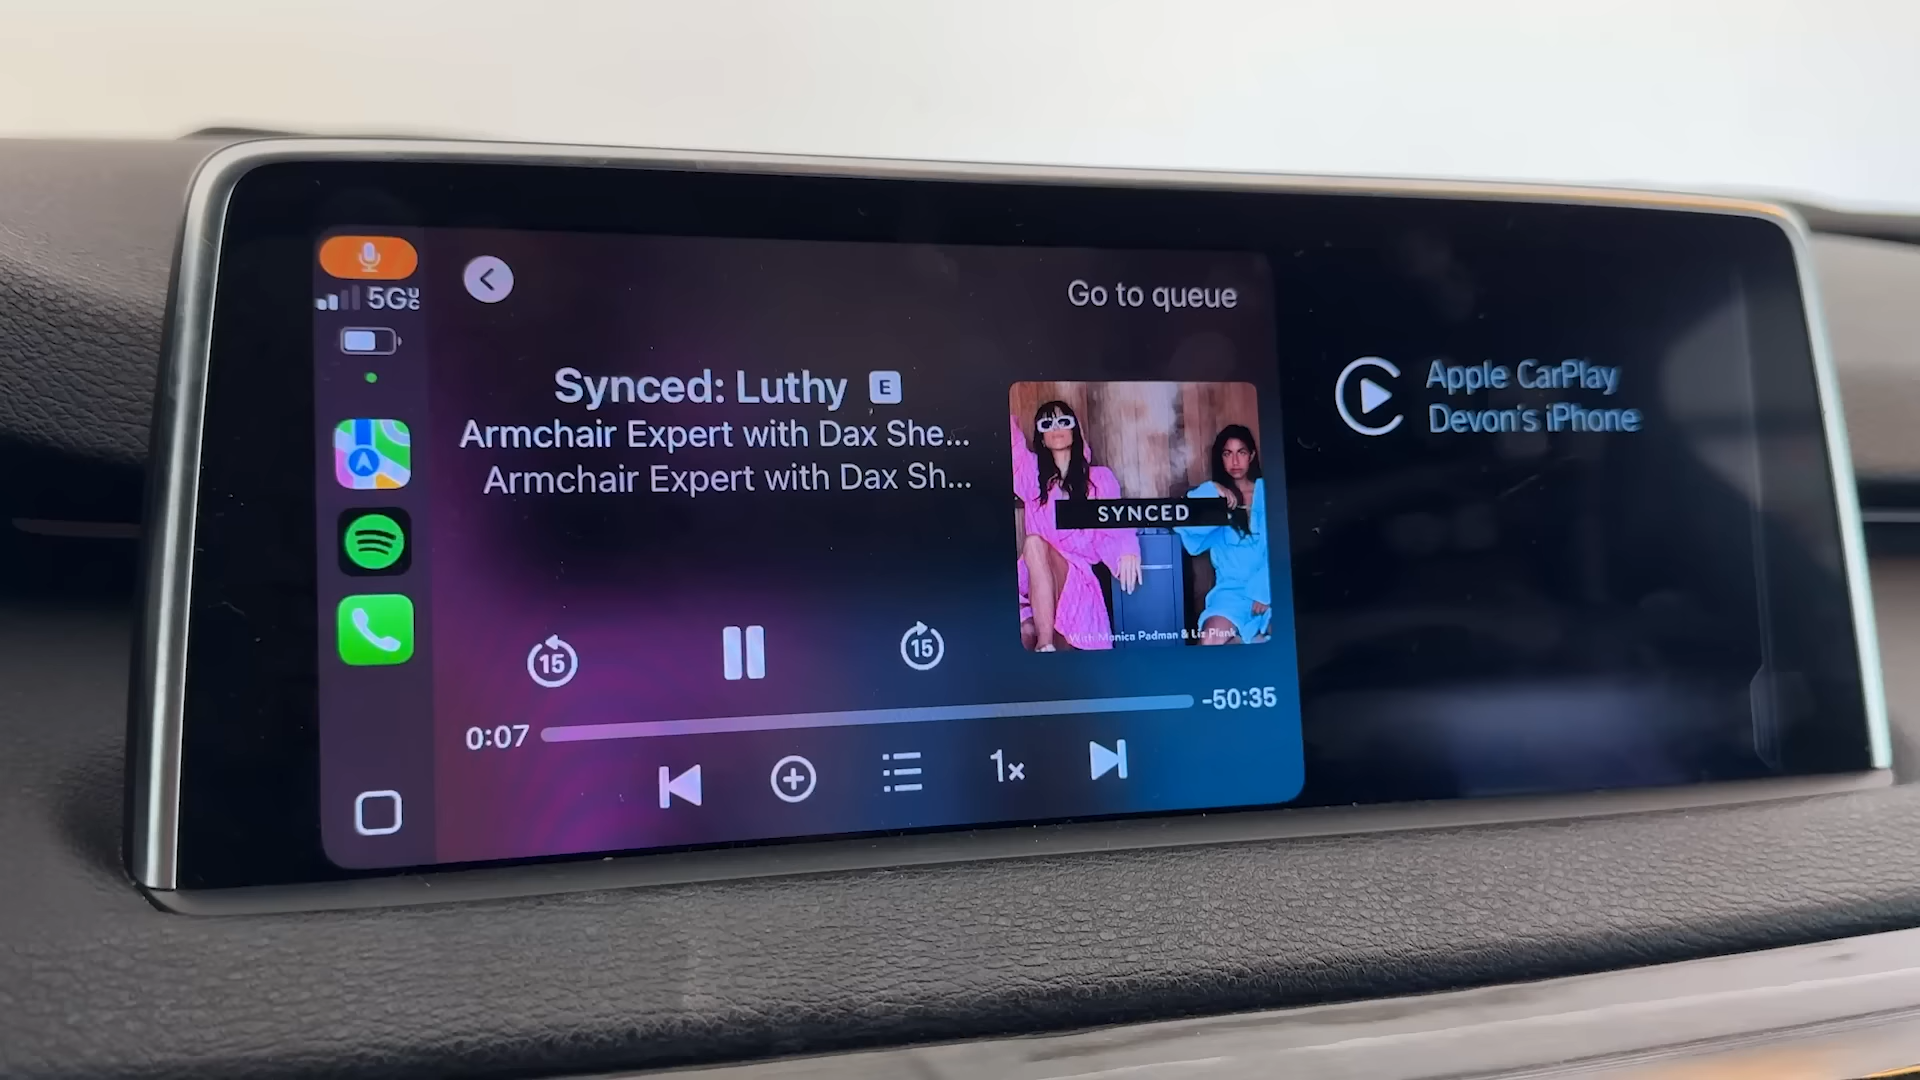 5G UC
Go to queue
Synced: Luthy E
Armchair Expert with Dax She...
Armchair Expert with Dax Sh...
SYNCED
With Monica Padman & Liz Plank
15
15
0:07
-50:35
1x
Apple CarPlay
Devon's iPhone